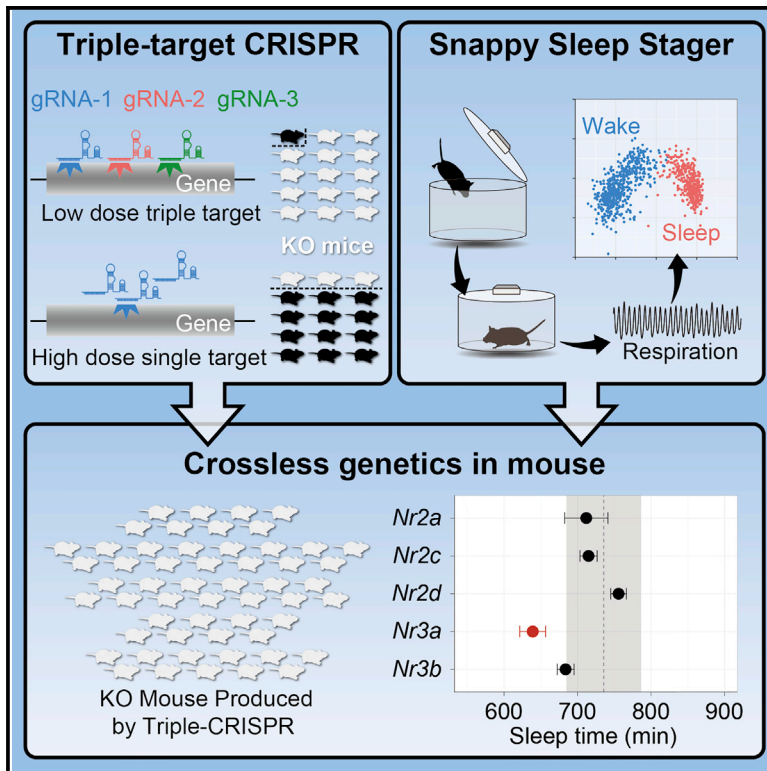 Triple-target CRISPR
gRNA-1 gRNA-2 gRNA-3
Gene
Low dose triple target
KO mice
Gene
High dose single target
Snappy Sleep Stager
Wake
Sleep
Respiration
Crossless genetics in mouse
KO Mouse Produced
by Triple-CRISPR
Nr2a
Nr2c
Nr2d
Nr3a
Nr3b
600 700 800 900
Sleep time (min)